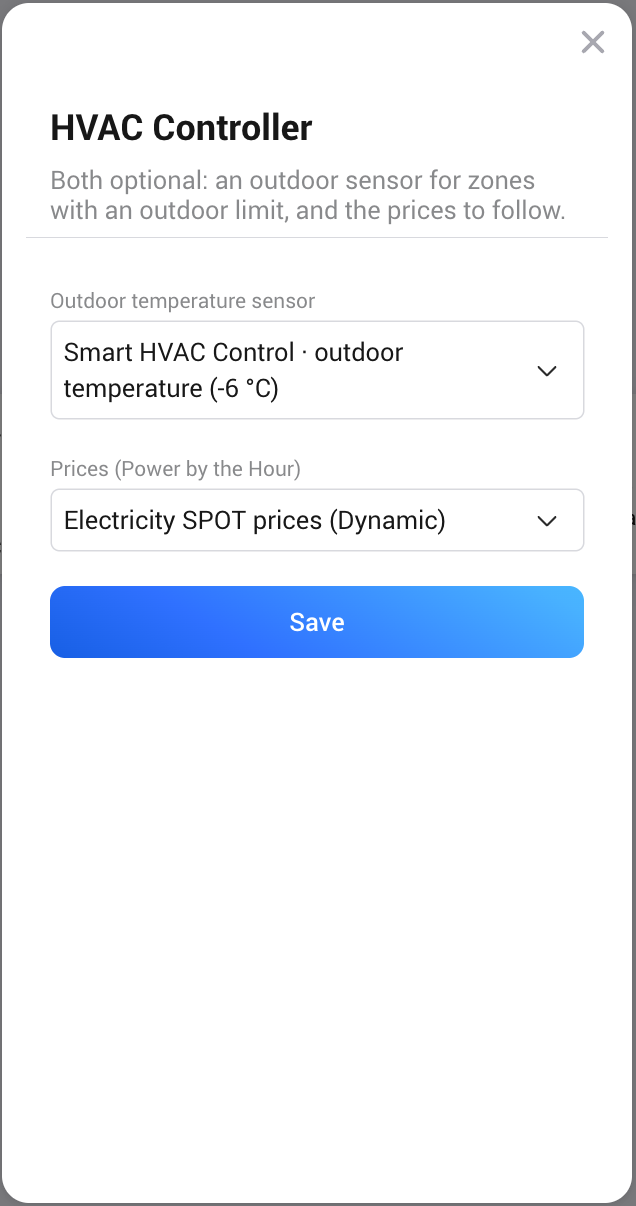 HVAC Controller
Both optional: an outdoor sensor for zones
with an outdoor limit, and the prices to follow.
Outdoor temperature sensor
Smart HVAC Control · outdoor
temperature (-6 °C)
Prices (Power by the Hour)
Electricity SPOT prices (Dynamic)
Save